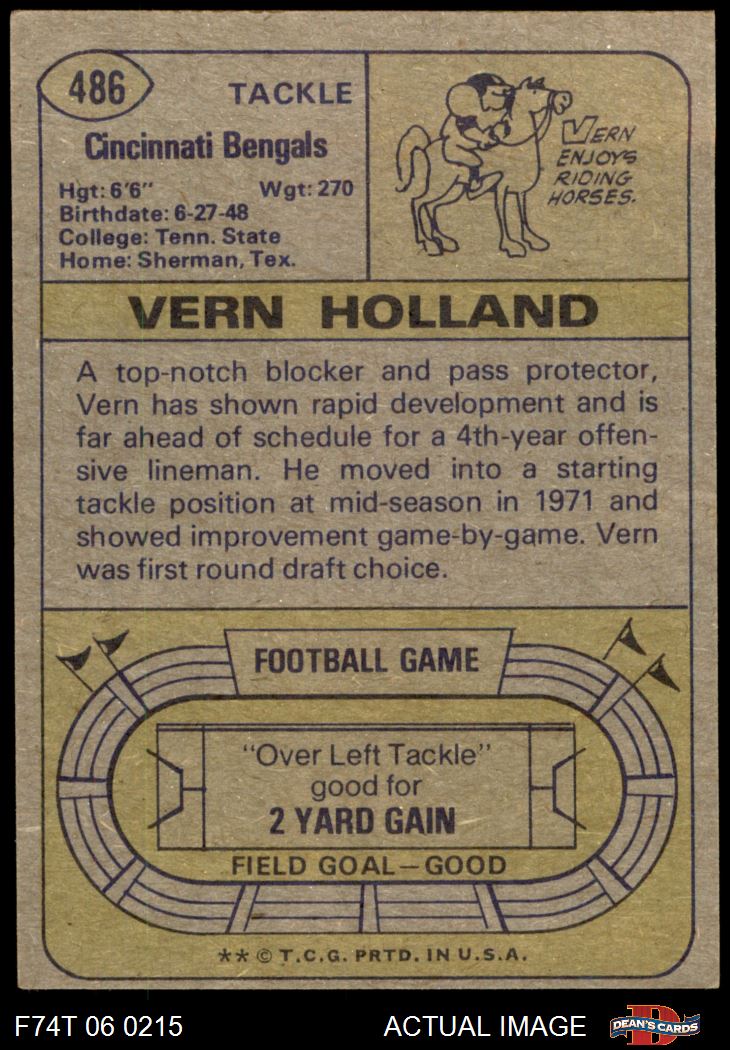 486
TACKLE
Cincinnati Bengals
Hgt: 6'6" Wgt: 270
Birthdate: 6-27-48
College: Tenn. State
Home: Sherman, Tex.
VERN
ENJOYS
RIDING
HORSES.
VERN HOLLAND
A top-notch blocker and pass protector,
Vern has shown rapid development and is
far ahead of schedule for a 4th-year offen-
sive lineman. He moved into a starting
tackle position at mid-season in 1971 and
showed improvement game-by-game. Vern
was first round draft choice.
FOOTBALL GAME
"Over Left Tackle"
good for
2 YARD GAIN
FIELD GOAL—GOOD
** © T.C.G. PRTD. IN U.S.A.
F74T 06 0215 ACTUAL IMAGE
D
DEAN'S CARDS